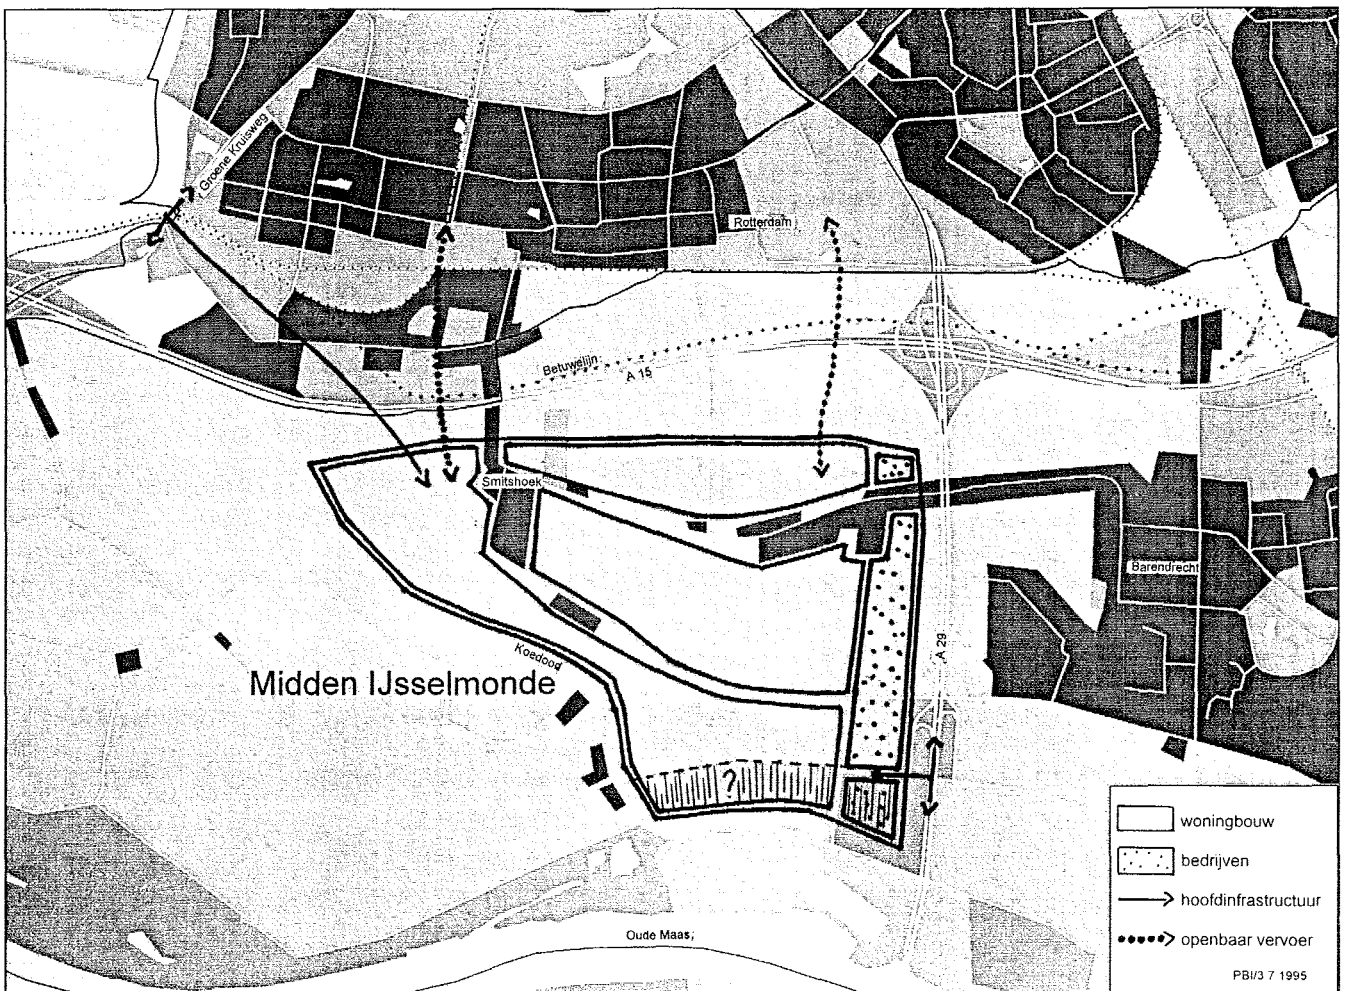 Groene Kruisweg
Rotterdam
Betuwelijn
A 15
Smitshoek
Barendrecht
A 29
Koedood
Midden IJsselmonde
?
woningbouw
bedrijven
hoofdinfrastructuur
openbaar vervoer
Oude Maas;
PBI/3 7 1995